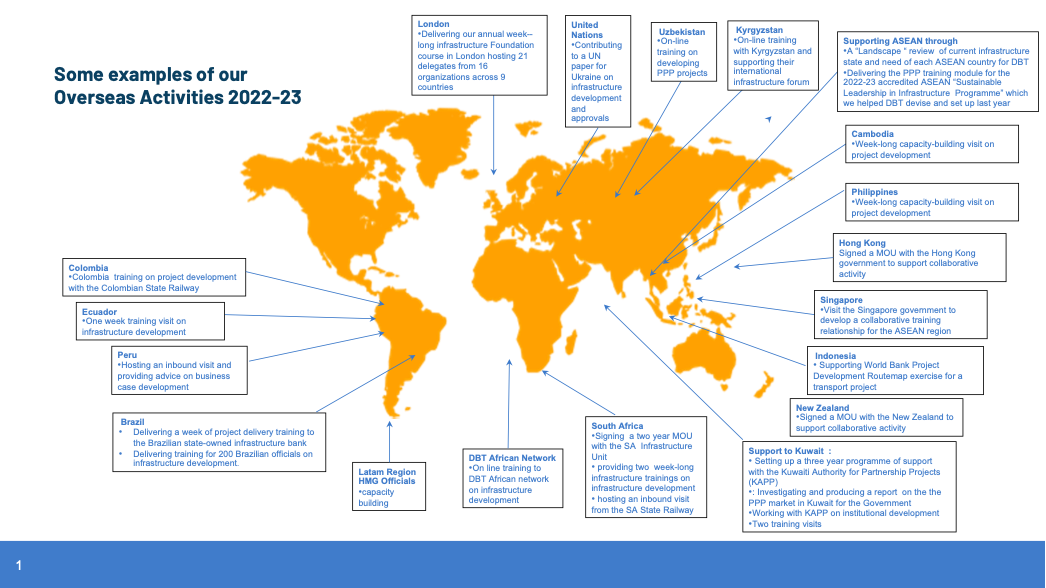 Some examples of our
Overseas Activities 2022-23
London
•Delivering our annual week–
long infrastructure Foundation
course in London hosting 21
delegates from 16
organizations across 9
countries
United
Nations
•Contributing
to a UN
paper for
Ukraine on
infrastructure
development
and
approvals
Uzbekistan
•On-line
training on
developing
PPP projects
Kyrgyzstan
•On-line training
with Kyrgyzstan and
supporting their
international
infrastructure forum
Supporting ASEAN through
•A “Landscape “ review of current infrastructure
state and need of each ASEAN country for DBT
•Delivering the PPP training module for the
2022-23 accredited ASEAN “Sustainable
Leadership in Infrastructure Programme” which
we helped DBT devise and set up last year
Cambodia
•Week-long capacity-building visit on
project development
Philippines
•Week-long capacity-building visit on
project development
Hong Kong
Signed a MOU with the Hong Kong
government to support collaborative
activity
Singapore
•Visit the Singapore government to
develop a collaborative training
relationship for the ASEAN region
Indonesia
• Supporting World Bank Project
Development Routemap exercise for a
transport project
New Zealand
•Signed a MOU with the New Zealand to
support collaborative activity
Support to Kuwait :
• Setting up a three year programme of support
with the Kuwaiti Authority for Partnership Projects
(KAPP)
•: Investigating and producing a report on the the
PPP market in Kuwait for the Government
•Working with KAPP on institutional development
•Two training visits
Colombia
•Colombia training on project development
with the Colombian State Railway
Ecuador
•One week training visit on
infrastructure development
Peru
•Hosting an inbound visit and
providing advice on business
case development
Brazil
• Delivering a week of project delivery training to
the Brazilian state-owned infrastructure bank
• Delivering training for 200 Brazilian officials on
infrastructure development.
Latam Region
HMG Officials
•capacity
building
DBT African Network
•On line training to
DBT African network
on infrastructure
development
South Africa
•Signing a two year MOU
with the SA Infrastructure
Unit
• providing two week-long
infrastructure trainings on
infrastructure development
• hosting an inbound visit
from the SA State Railway
1